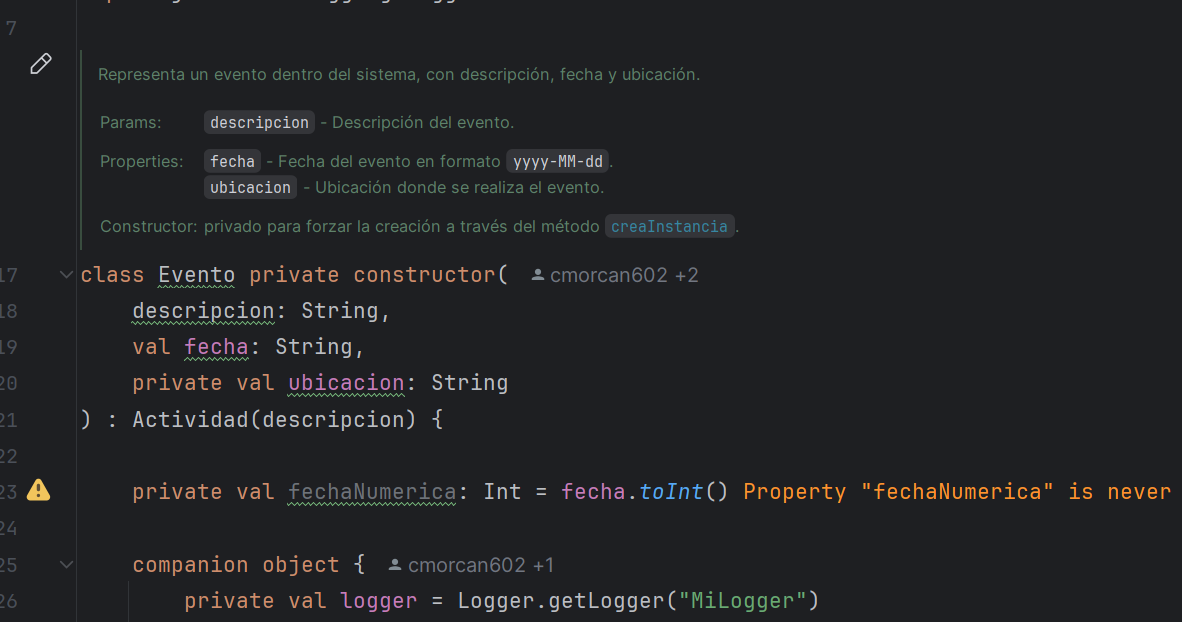 7
Representa un evento dentro del sistema, con descripción, fecha y ubicación.
Params: descripcion - Descripción del evento.
Properties: fecha - Fecha del evento en formato yyyy-MM-dd.
ubicacion - Ubicación donde se realiza el evento.
Constructor: privado para forzar la creación a través del método creaInstancia.
17 class Evento private constructor( cmorcan602 +2
18 descripcion: String,
19 val fecha: String,
20 private val ubicacion: String
21 ) : Actividad(descripcion) {
22
23 private val fechaNumerica: Int = fecha.toInt() Property "fechaNumerica" is never
24
25 companion object { cmorcan602 +1
26 private val logger = Logger.getLogger("MiLogger")